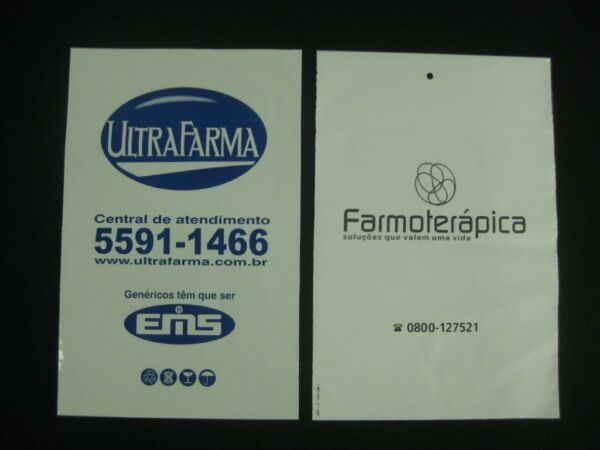 ULTRAFARMA
Central de atendimento
5591-1466
www.ultrafarma.com.br
Genéricos têm que ser
EMS
Farmoterápica
soluções que valem uma vida
☎ 0800-127521